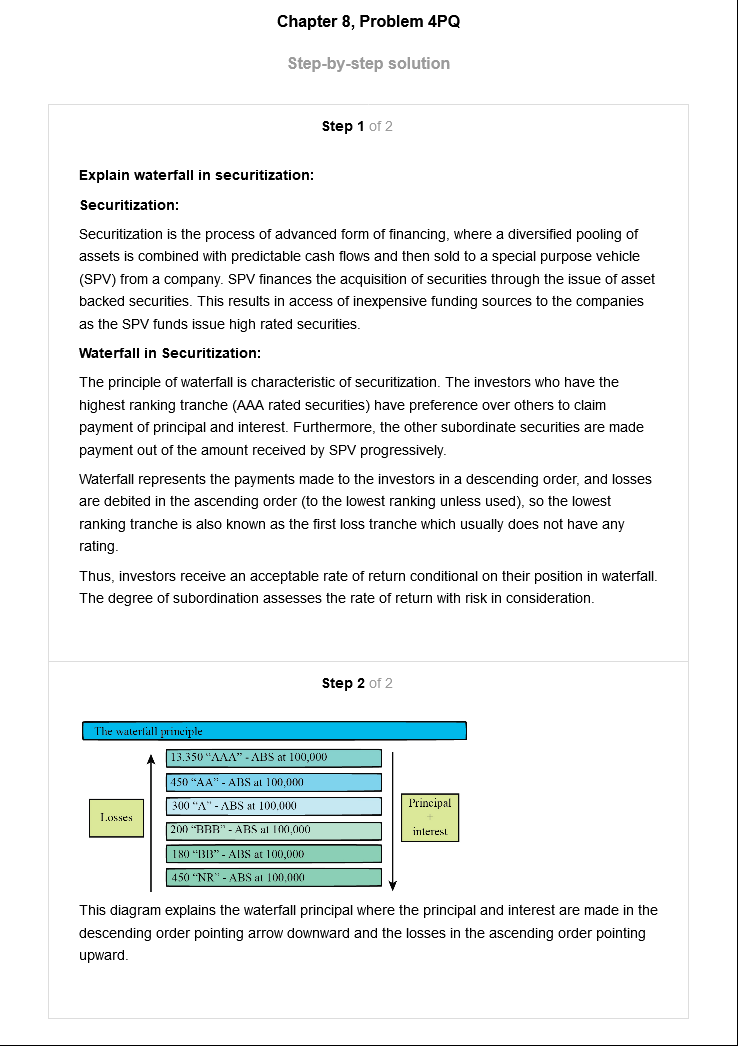 Chapter 8, Problem 4PQ
Step-by-step solution
Step 1 of 2
Explain waterfall in securitization:
Securitization:
Securitization is the process of advanced form of financing, where a diversified pooling of
assets is combined with predictable cash flows and then sold to a special purpose vehicle
(SPV) from a company. SPV finances the acquisition of securities through the issue of asset
backed securities. This results in access of inexpensive funding sources to the companies
as the SPV funds issue high rated securities.
Waterfall in Securitization:
The principle of waterfall is characteristic of securitization. The investors who have the
highest ranking tranche (AAA rated securities) have preference over others to claim
payment of principal and interest. Furthermore, the other subordinate securities are made
payment out of the amount received by SPV progressively.
Waterfall represents the payments made to the investors in a descending order, and losses
are debited in the ascending order (to the lowest ranking unless used), so the lowest
ranking tranche is also known as the first loss tranche which usually does not have any
rating.
Thus, investors receive an acceptable rate of return conditional on their position in waterfall.
The degree of subordination assesses the rate of return with risk in consideration.
Step 2 of 2
The waterfall principle
13.350 “AAA” - ABS at 100,000
450 “AA” - ABS at 100,000
300 “A” - ABS at 100,000
200 “BBB” - ABS at 100,000
180 “BB” - ABS at 100,000
450 “NR” - ABS at 100,000
Losses
Principal
+
interest
This diagram explains the waterfall principal where the principal and interest are made in the
descending order pointing arrow downward and the losses in the ascending order pointing
upward.